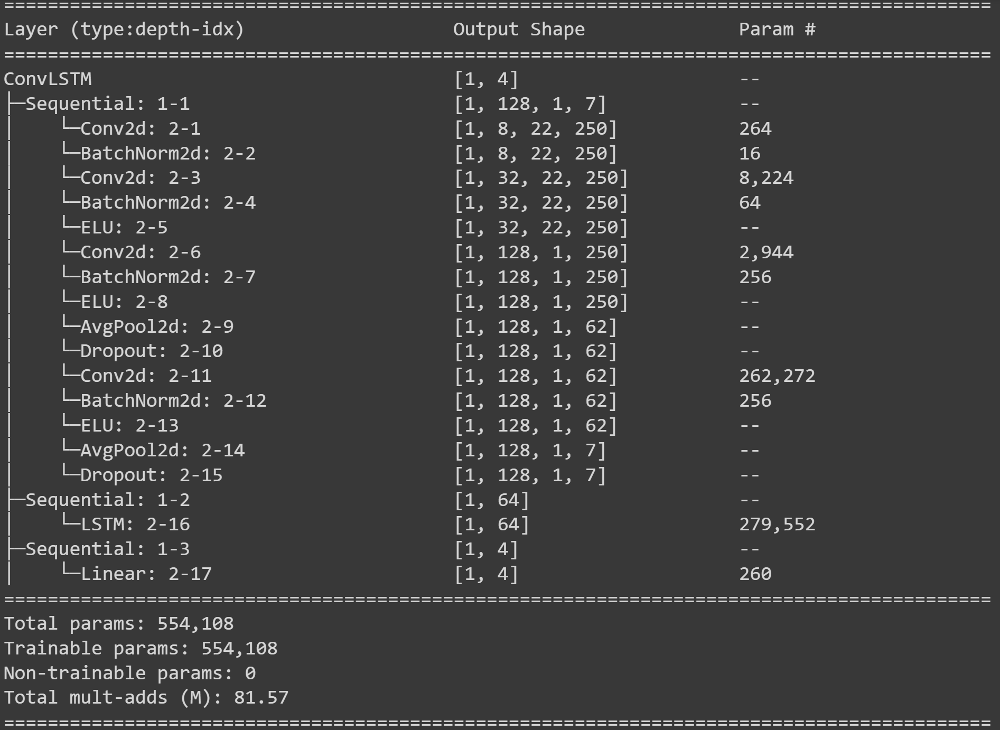 ==========================================================================================
Layer (type:depth-idx)                   Output Shape              Param #
==========================================================================================
ConvLSTM                                 [1, 4]                    --
├─Sequential: 1-1                        [1, 128, 1, 7]            --
│    └─Conv2d: 2-1                       [1, 8, 22, 250]           264
│    └─BatchNorm2d: 2-2                  [1, 8, 22, 250]           16
│    └─Conv2d: 2-3                       [1, 32, 22, 250]          8,224
│    └─BatchNorm2d: 2-4                  [1, 32, 22, 250]          64
│    └─ELU: 2-5                          [1, 32, 22, 250]          --
│    └─Conv2d: 2-6                       [1, 128, 1, 250]          2,944
│    └─BatchNorm2d: 2-7                  [1, 128, 1, 250]          256
│    └─ELU: 2-8                          [1, 128, 1, 250]          --
│    └─AvgPool2d: 2-9                    [1, 128, 1, 62]           --
│    └─Dropout: 2-10                     [1, 128, 1, 62]           --
│    └─Conv2d: 2-11                      [1, 128, 1, 62]           262,272
│    └─BatchNorm2d: 2-12                 [1, 128, 1, 62]           256
│    └─ELU: 2-13                         [1, 128, 1, 62]           --
│    └─AvgPool2d: 2-14                   [1, 128, 1, 7]            --
│    └─Dropout: 2-15                     [1, 128, 1, 7]            --
├─Sequential: 1-2                        [1, 64]                   --
│    └─LSTM: 2-16                        [1, 64]                   279,552
├─Sequential: 1-3                        [1, 4]                    --
│    └─Linear: 2-17                      [1, 4]                    260
==========================================================================================
Total params: 554,108
Trainable params: 554,108
Non-trainable params: 0
Total mult-adds (M): 81.57
==========================================================================================